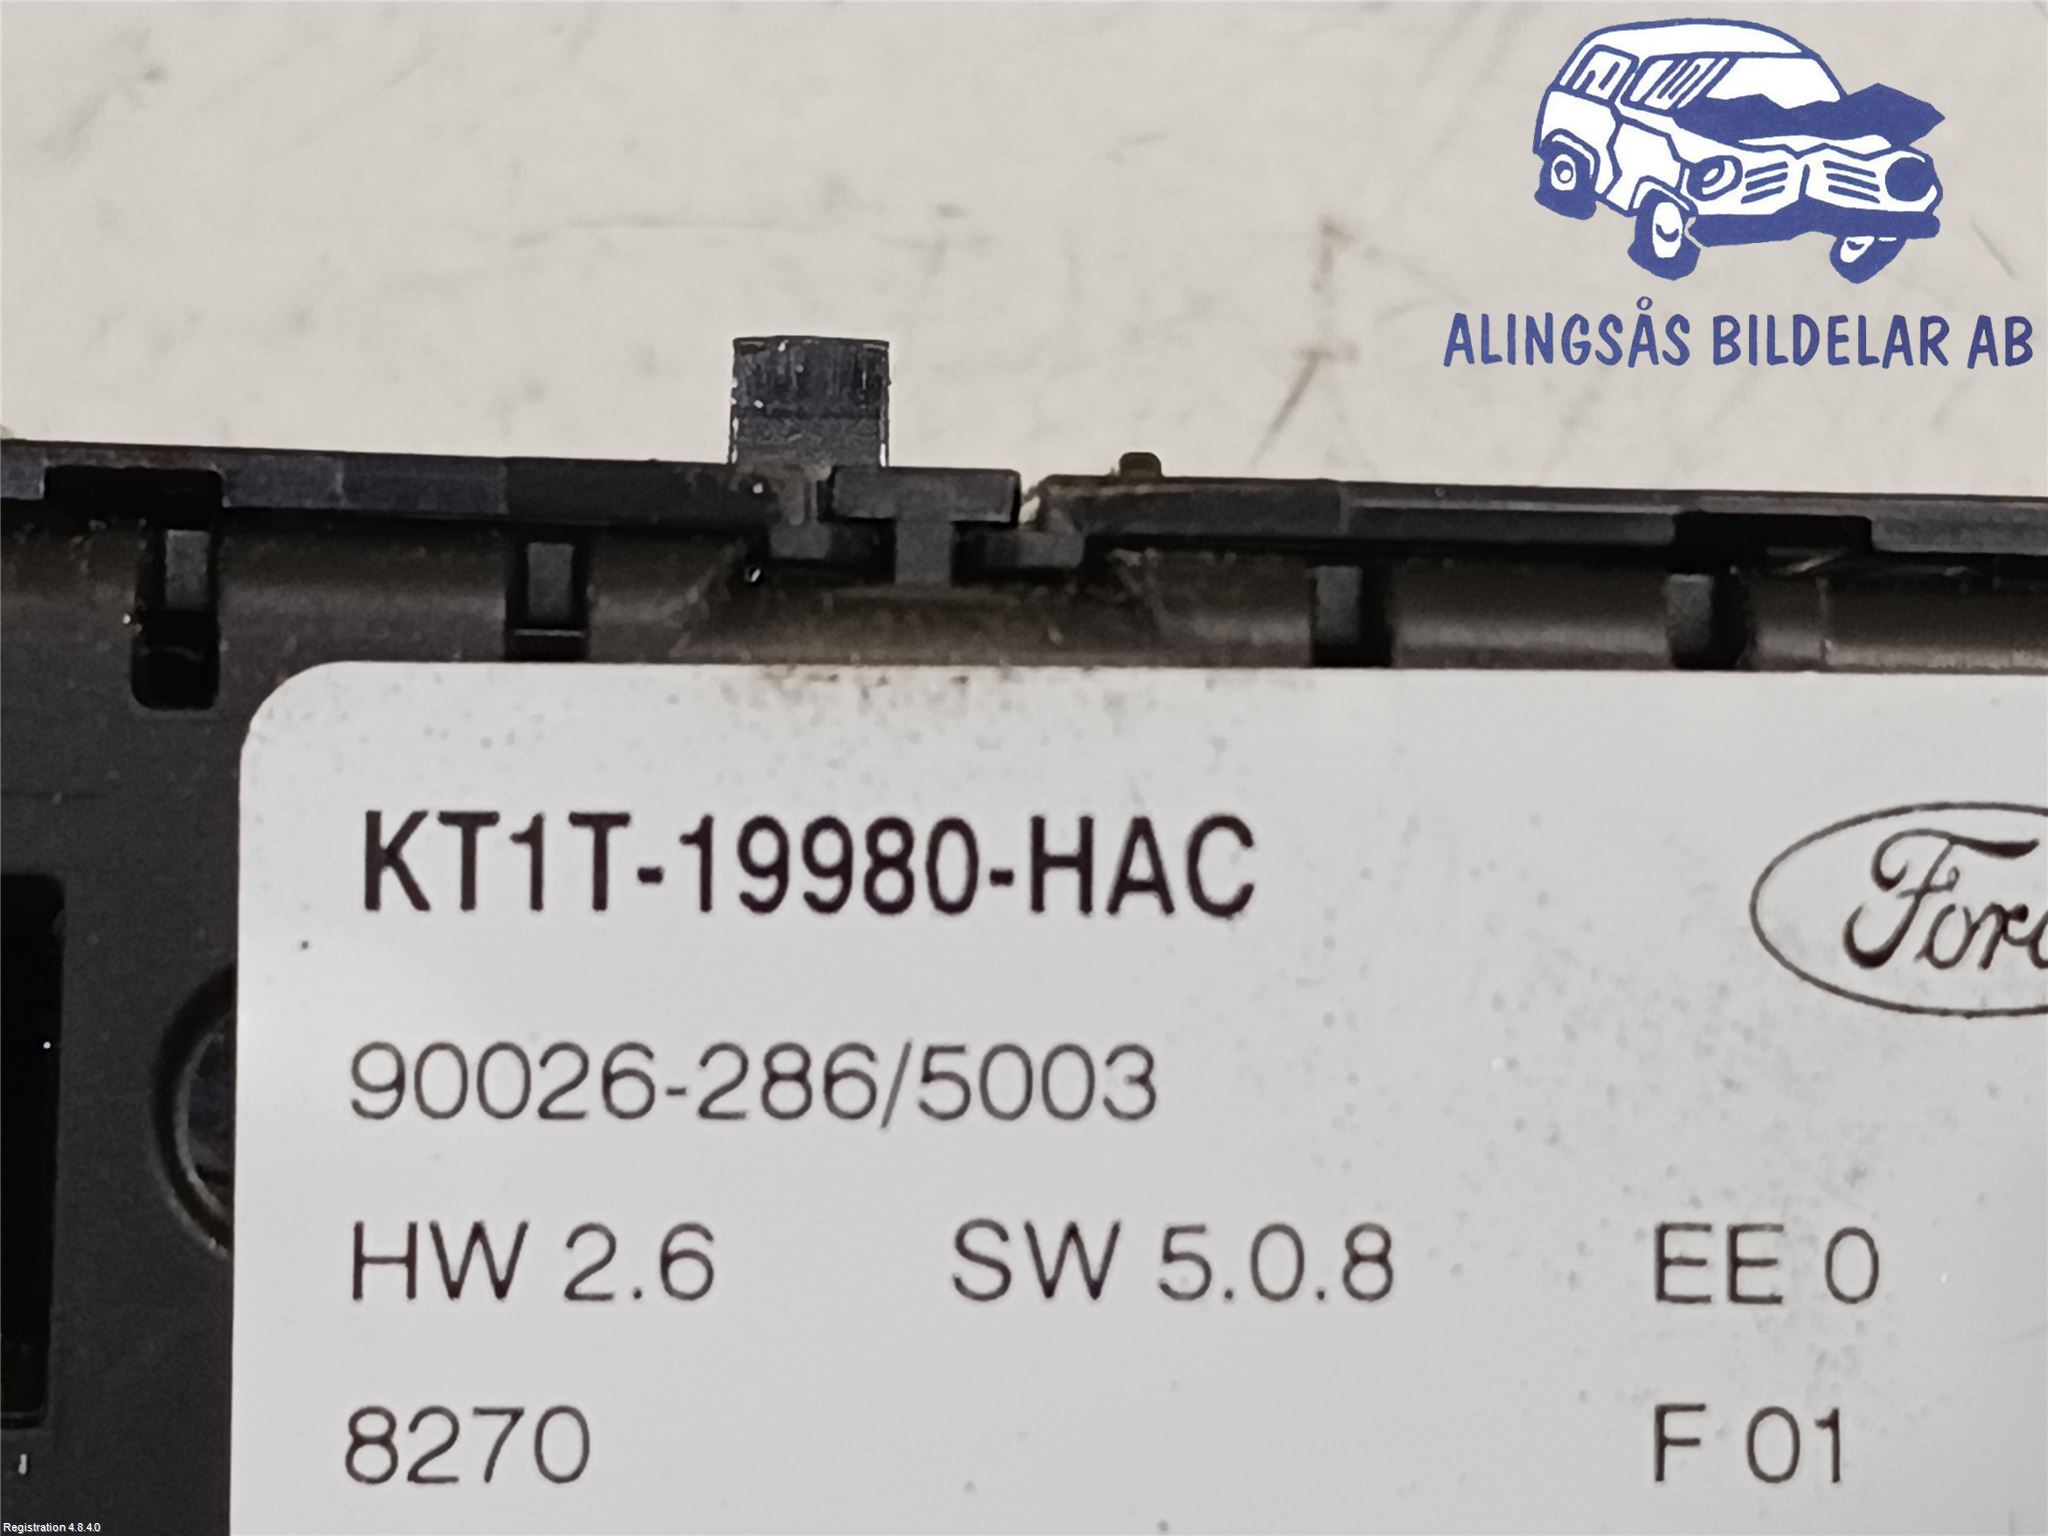 ALINGSÅS BILDELAR AB
KT1T-19980-HAC
Ford
90026-286/5003
HW 2.6 SW 5.0.8 EE 0
8270 F 01
Registration 4.8.4.0